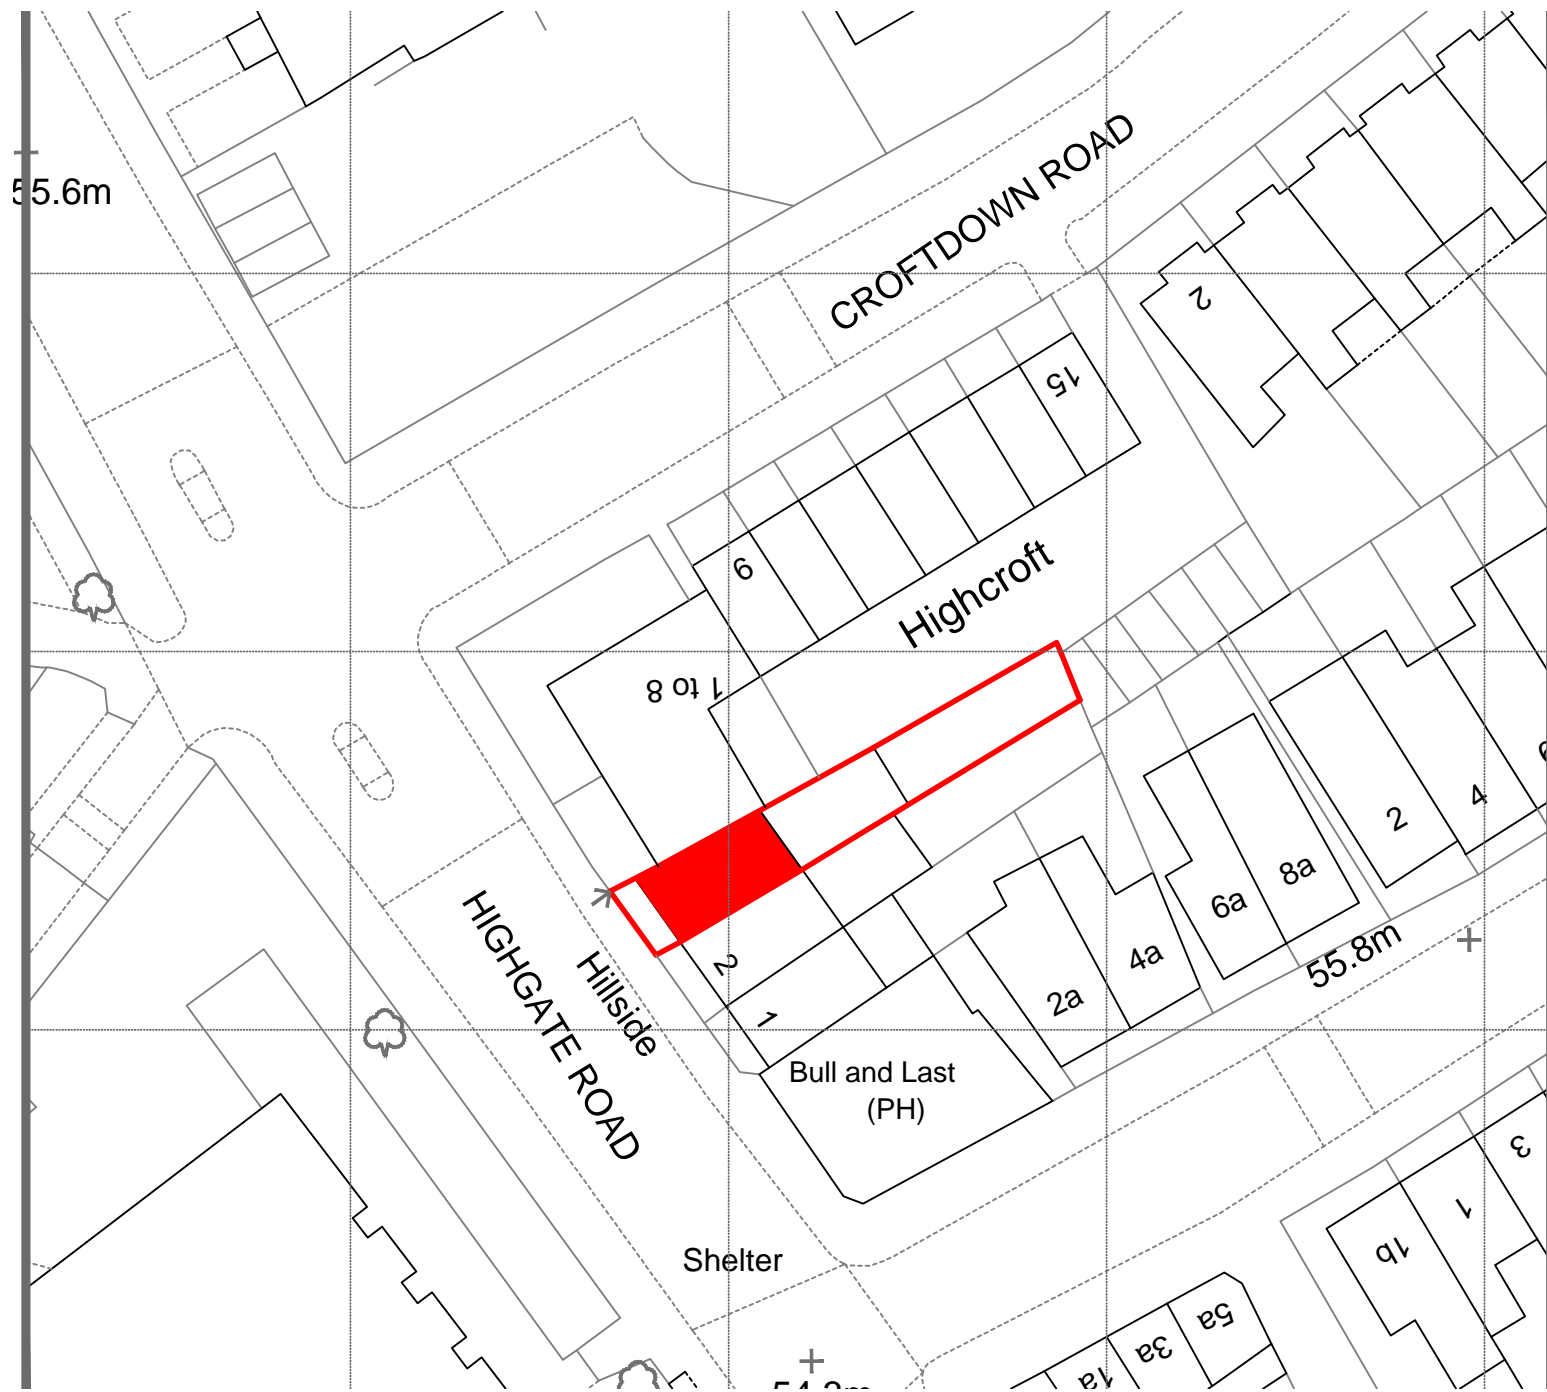 55.6m
CROFTDOWN ROAD
2
15
9
Highcroft
1 to 8
2
4
8a
6a
4a
2a
55.8m
HIGHGATE ROAD
Hillside
2
1
Bull and Last
(PH)
Shelter
3
1
1b
5a
3a
1a